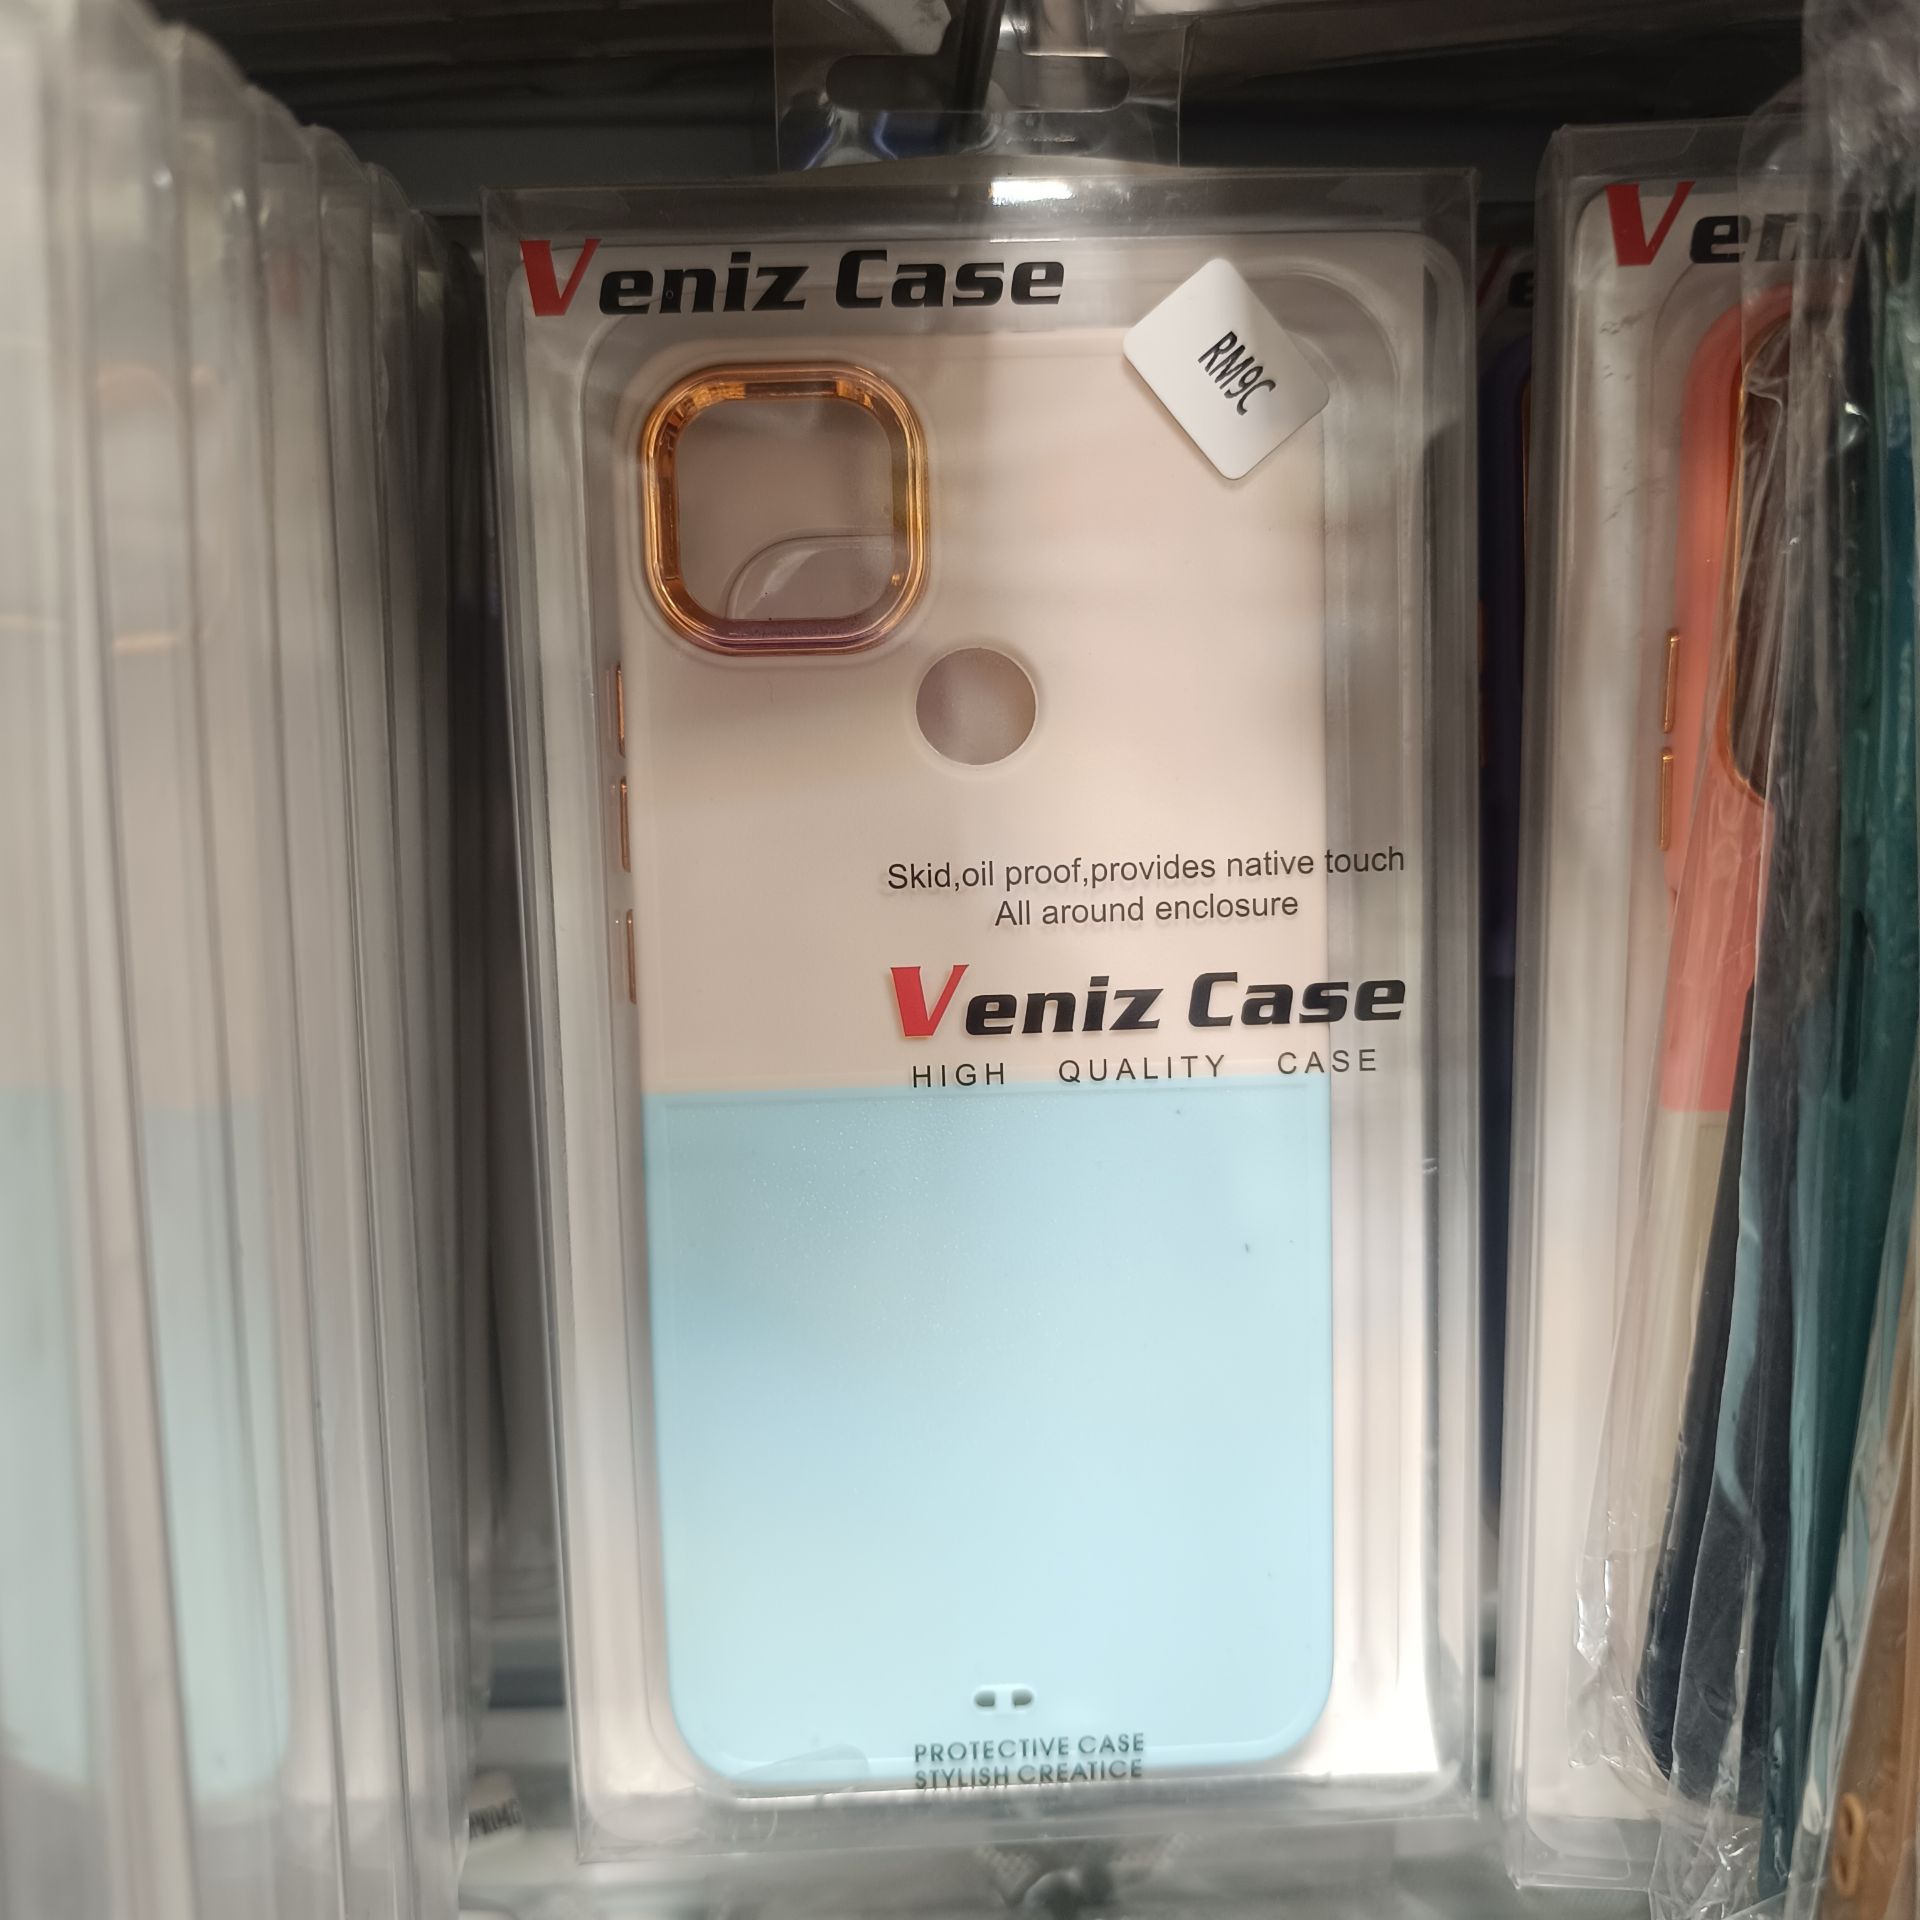 Veniz Case
RM9C
Skid,oil proof,provides native touch
All around enclosure
Veniz Case
HIGH QUALITY CASE
PROTECTIVE CASE
STYLISH CREATICE
Ven